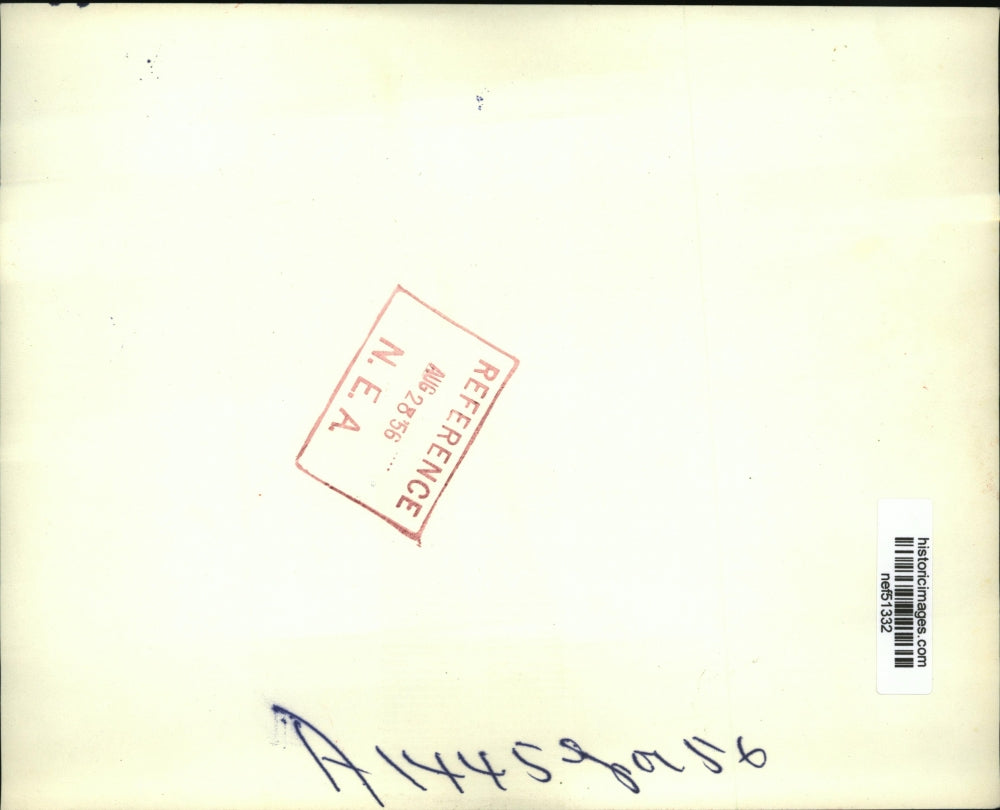 REFERENCE
AUG 28 '56
N. E. A.
historicimages.com
nef51332